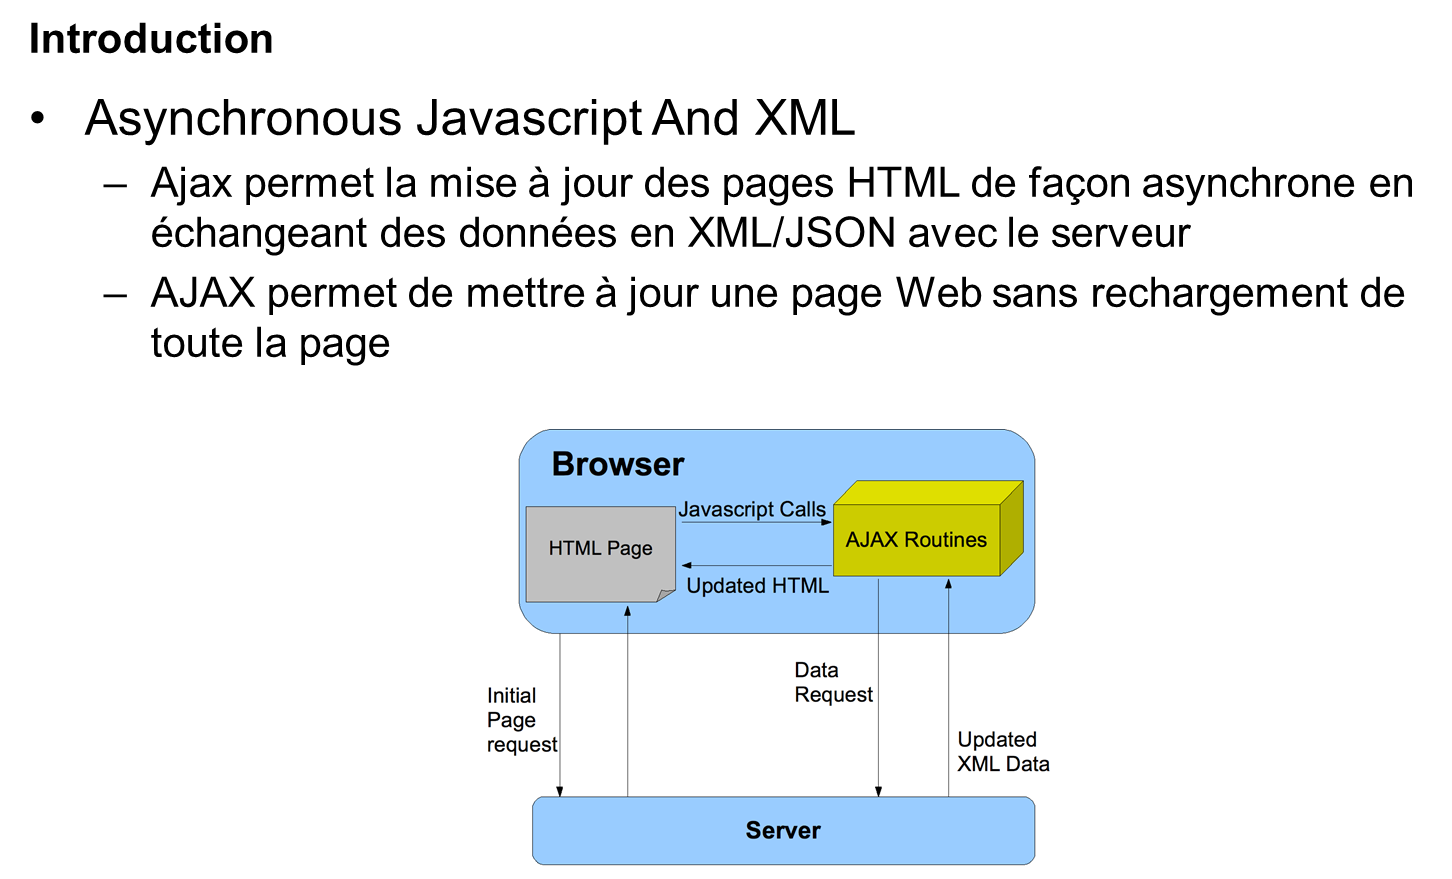 Introduction
• Asynchronous Javascript And XML
– Ajax permet la mise à jour des pages HTML de façon asynchrone en
échangeant des données en XML/JSON avec le serveur
– AJAX permet de mettre à jour une page Web sans rechargement de
toute la page
Browser
Javascript Calls
HTML Page
AJAX Routines
Updated HTML
Initial
Page
request
Data
Request
Updated
XML Data
Server